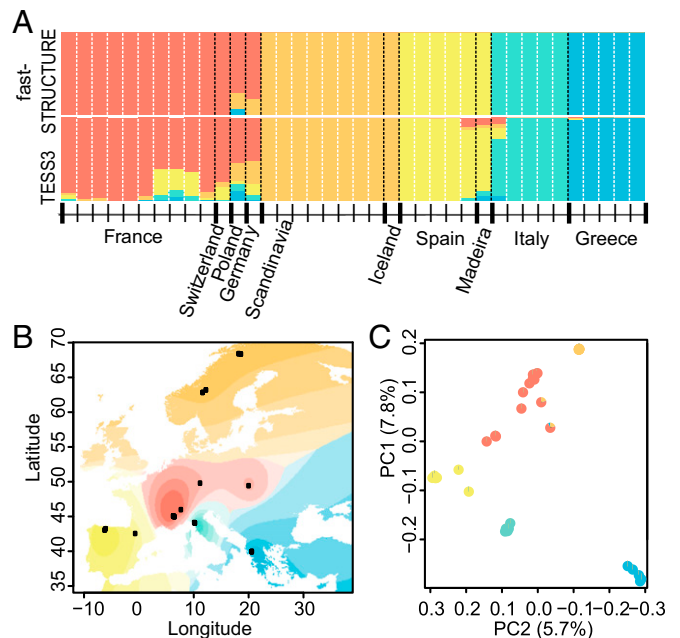 A
fast-
STRUCTURE
TESS3
France
Switzerland
Poland
Germany
Scandinavia
Iceland
Spain
Madeira
Italy
Greece
B
70
65
60
55
50
45
40
35
Latitude
−10 0 10 20 30
Longitude
C
0.2
0.1
0.0
−0.1
−0.2
PC1 (7.8%)
0.3 0.2 0.1 0.0 −0.1 −0.2 −0.3
PC2 (5.7%)